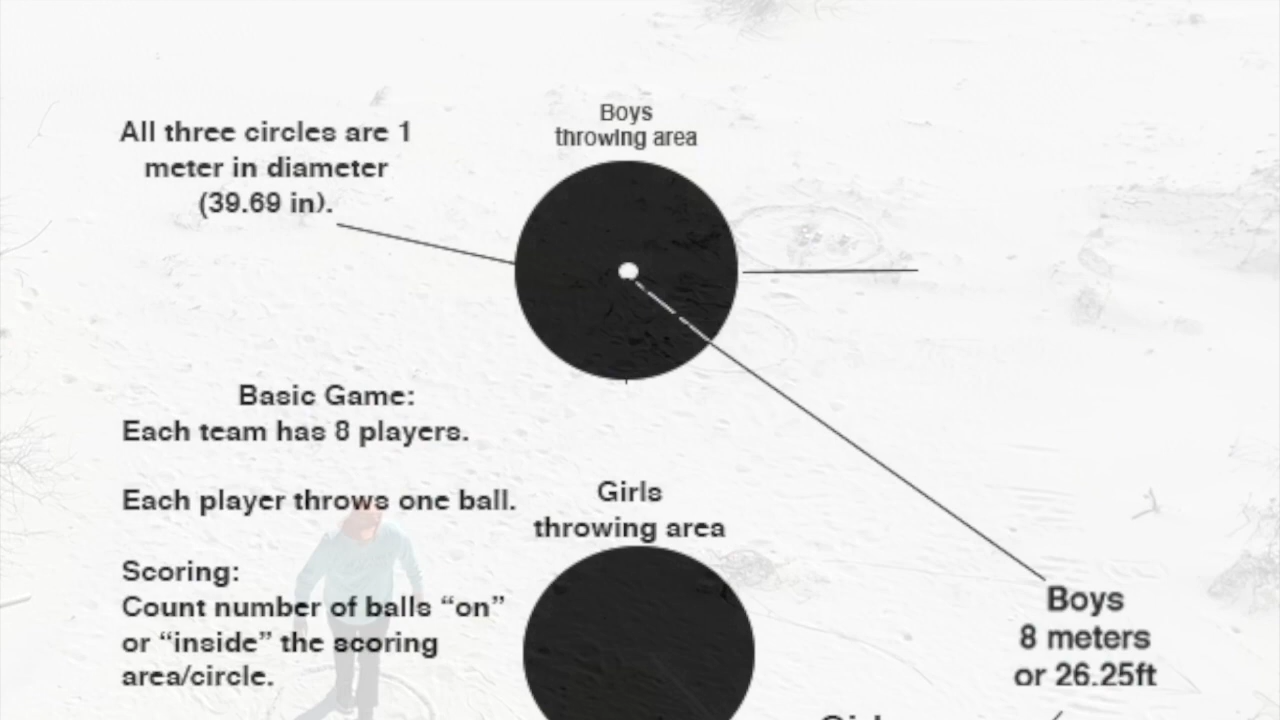 Boys
throwing area
All three circles are 1
meter in diameter
(39.69 in).
Basic Game:
Each team has 8 players.
Each player throws one ball.
Girls
throwing area
Scoring:
Count number of balls “on”
or “inside” the scoring
area/circle.
Boys
8 meters
or 26.25ft